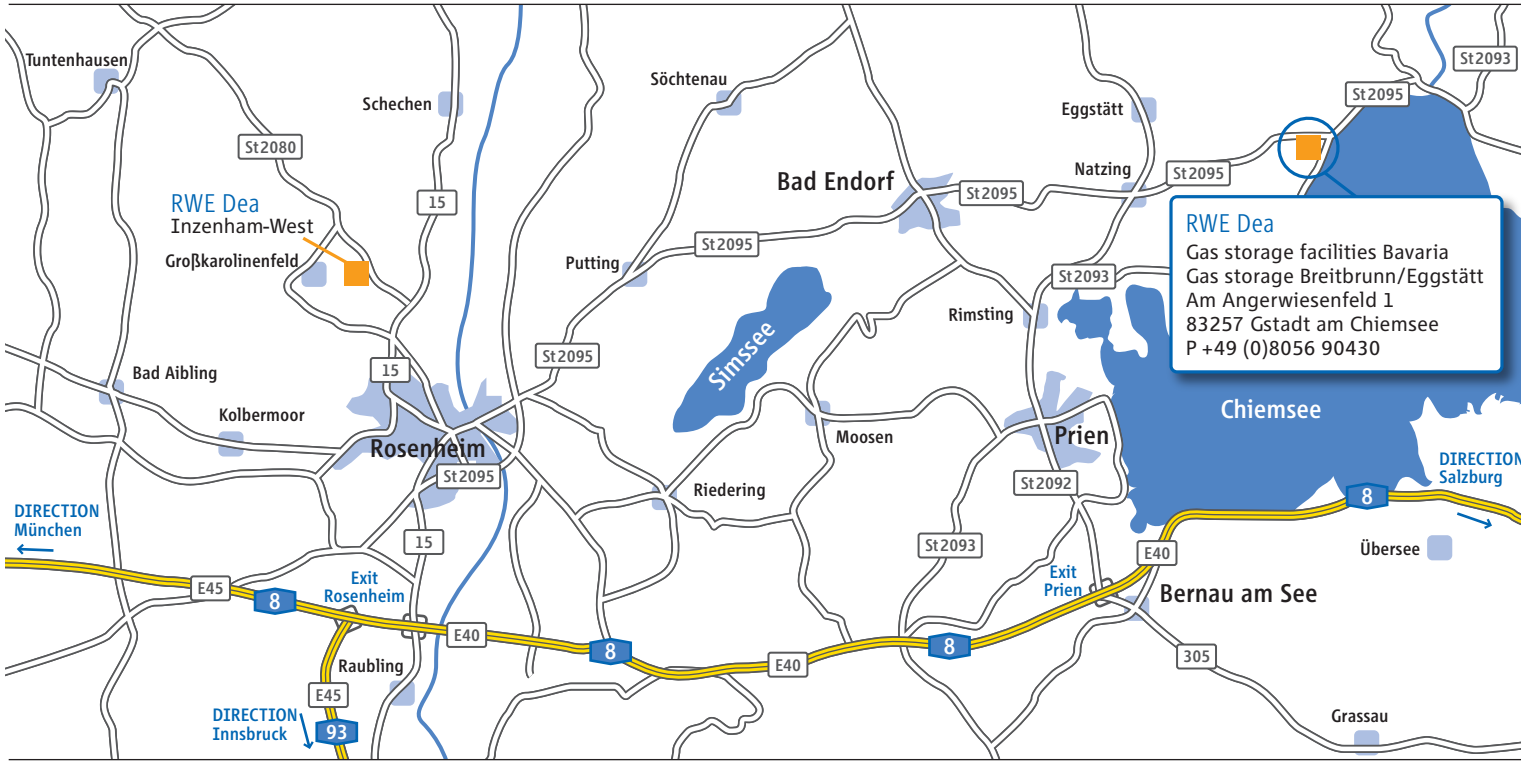 Tuntenhausen
Schechen
Söchtenau
Eggstätt
St2093
St2095
St2080
RWE Dea
Inzenham-West
Großkarolinenfeld
15
Bad Endorf
St2095
Natzing
St2095
St2095
Putting
St2093
Rimsting
RWE Dea
Gas storage facilities Bavaria
Gas storage Breitbrunn/Eggstätt
Am Angerwiesenfeld 1
83257 Gstadt am Chiemsee
P +49 (0)8056 90430
Simssee
St2095
15
Bad Aibling
Kolbermoor
Rosenheim
St2095
Moosen
Prien
Chiemsee
Riedering
St2092
DIRECTION
Salzburg
8
DIRECTION
München
15
St2093
E40
Übersee
Exit
Rosenheim
Exit
Prien
E45
8
Bernau am See
E40
8
8
E40
305
Raubling
E45
DIRECTION
Innsbruck
93
Grassau